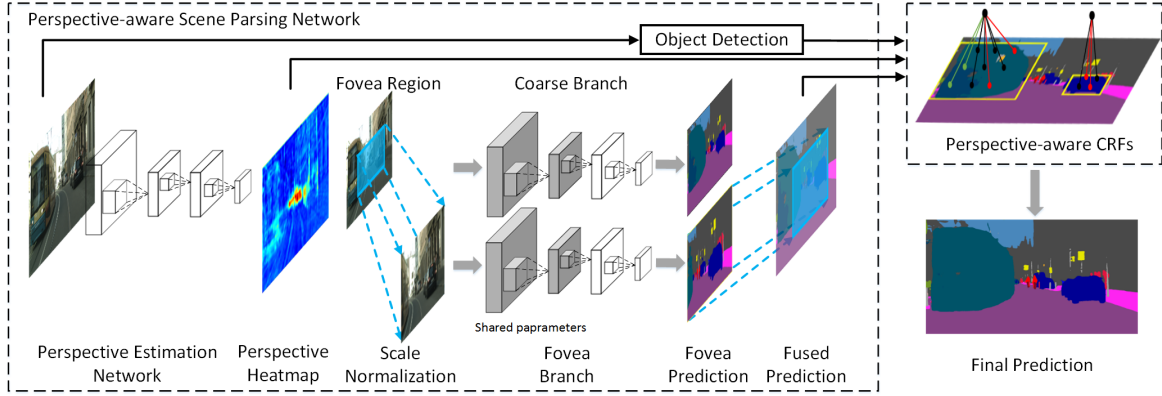 Perspective-aware Scene Parsing Network
Object Detection
Fovea Region
Coarse Branch
Perspective-aware CRFs
Shared paprameters
Perspective Estimation
Network
Perspective
Heatmap
Scale
Normalization
Fovea
Branch
Fovea
Prediction
Fused
Prediction
Final Prediction